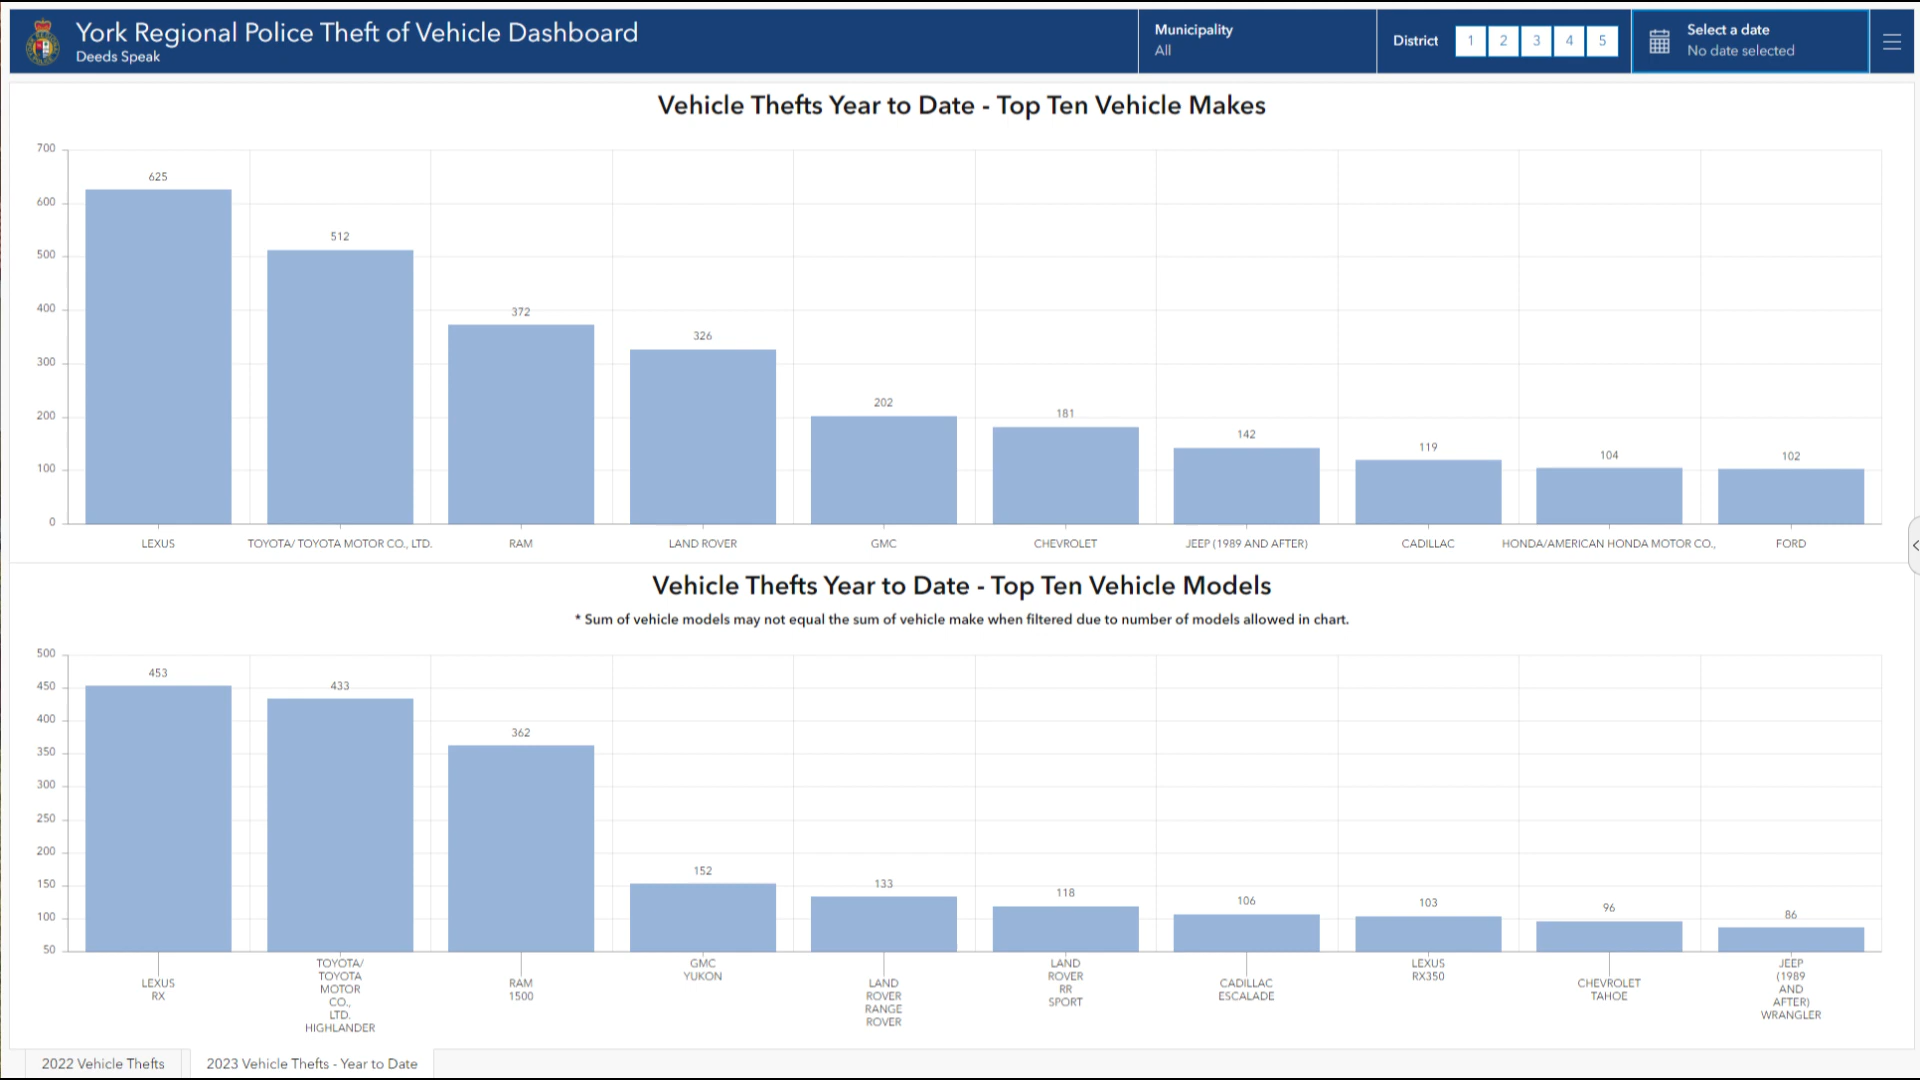 York Regional Police Theft of Vehicle Dashboard
Deeds Speak
Municipality
All
District
1 2 3 4 5
Select a date
No date selected
Vehicle Thefts Year to Date - Top Ten Vehicle Makes
700
600
500
400
300
200
100
0
625
512
372
326
202
181
142
119
104
102
LEXUS
TOYOTA/ TOYOTA MOTOR CO., LTD.
RAM
LAND ROVER
GMC
CHEVROLET
JEEP (1989 AND AFTER)
CADILLAC
HONDA/AMERICAN HONDA MOTOR CO.,
FORD
Vehicle Thefts Year to Date - Top Ten Vehicle Models
* Sum of vehicle models may not equal the sum of vehicle make when filtered due to number of models allowed in chart.
500
450
400
350
300
250
200
150
100
50
453
433
362
152
133
118
106
103
96
86
LEXUS
RX
TOYOTA/
TOYOTA
MOTOR
CO.,
LTD.
HIGHLANDER
RAM
1500
GMC
YUKON
LAND
ROVER
RANGE
ROVER
LAND
ROVER
RR
SPORT
CADILLAC
ESCALADE
LEXUS
RX350
CHEVROLET
TAHOE
JEEP
(1989
AND
AFTER)
WRANGLER
2022 Vehicle Thefts
2023 Vehicle Thefts - Year to Date